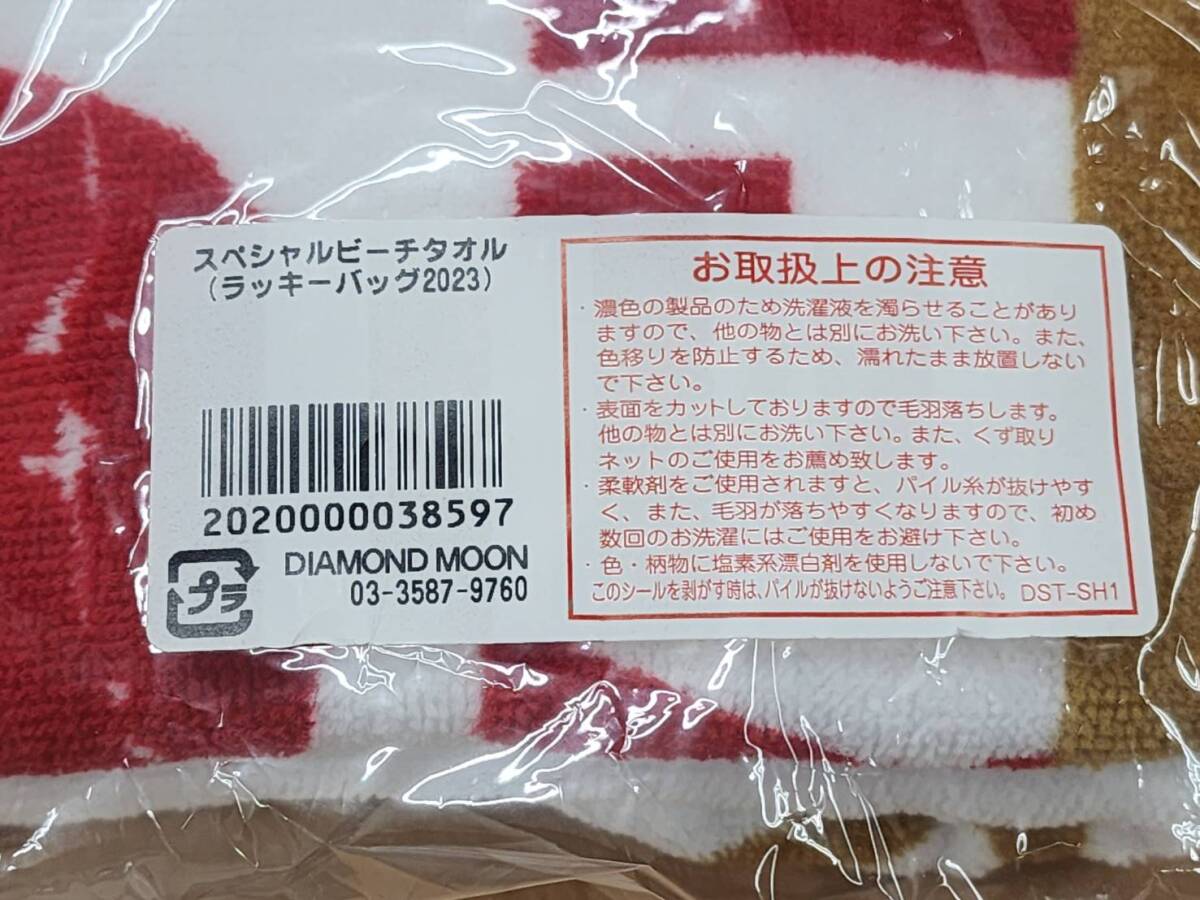 スペシャルビーチタオル
(ラッキーバッグ2023)
2020000038597
プラ
DIAMOND MOON
03-3587-9760
お取扱上の注意
・濃色の製品のため洗濯液を濁らせることがあり
ますので、他の物とは別にお洗い下さい。また、
色移りを防止するため、濡れたまま放置しない
で下さい。
・表面をカットしておりますので毛羽落ちします。
他の物とは別にお洗い下さい。また、くず取り
ネットのご使用をお薦め致します。
・柔軟剤をご使用されますと、パイル糸が抜けやす
く、また、毛羽が落ちやすくなりますので、初め
数回のお洗濯にはご使用をお避け下さい。
・色・柄物に塩素系漂白剤を使用しないで下さい。
このシールを剥がす時は、パイルが抜けないようご注意下さい。 DST-SH1